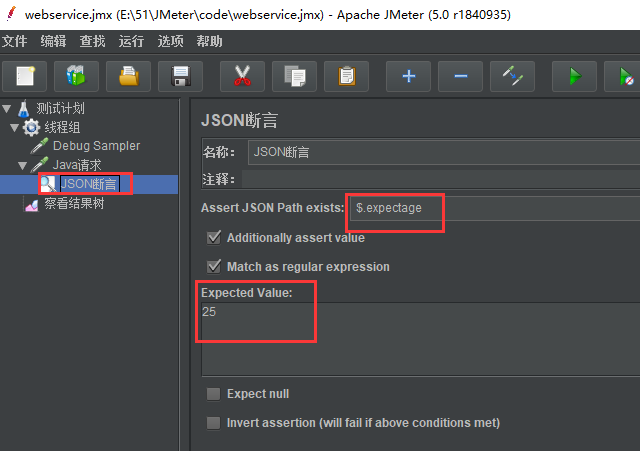 webservice.jmx (E:\51\JMeter\code\webservice.jmx) - Apache JMeter (5.0 r1840935)
文件 编辑 查找 运行 选项 帮助
测试计划
线程组
Debug Sampler
Java请求
JSON断言
察看结果树
JSON断言
名称: JSON断言
注释:
Assert JSON Path exists: $.expectage
Additionally assert value
Match as regular expression
Expected Value:
25
Expect null
Invert assertion (will fail if above conditions met)